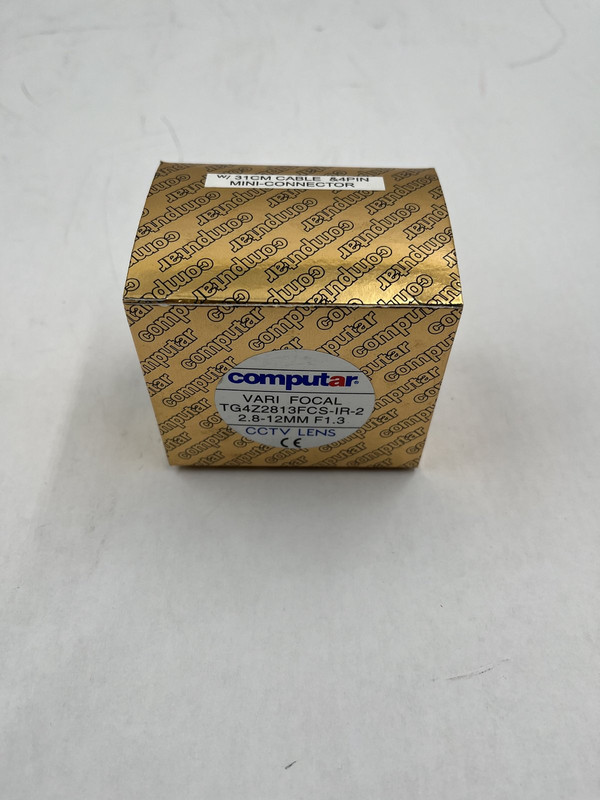 w/ 31CM CABLE &4PIN
MINI-CONNECTOR
computar
VARI FOCAL
TG4Z2813FCS-IR-2
2.8-12MM F1.3
CCTV LENS
CE